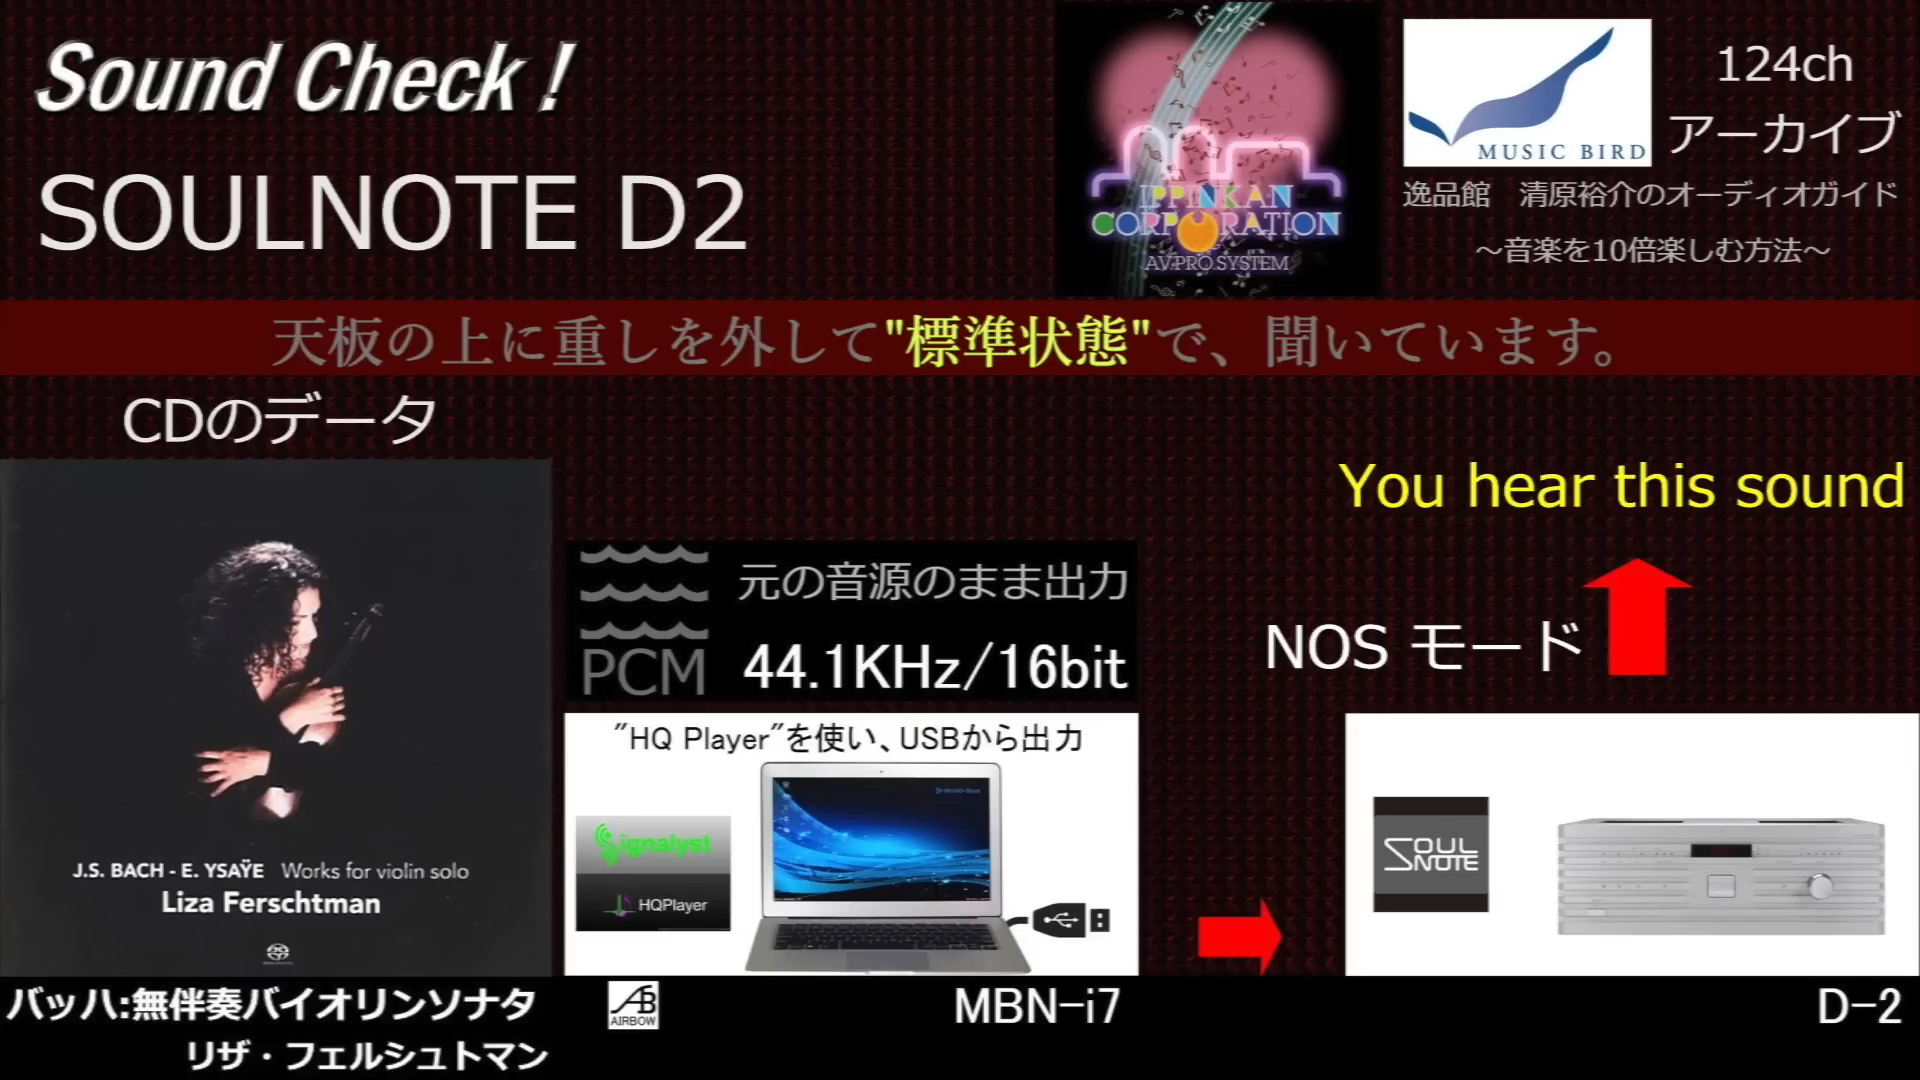 Sound Check !
SOULNOTE D2
IPPINKAN
CORPORATION
AV.PRO.SYSTEM
MUSIC BIRD
124ch
アーカイブ
逸品館 清原裕介のオーディオガイド
～音楽を10倍楽しむ方法～
天板の上に重しを外して"標準状態"で、聞いています。
CDのデータ
You hear this sound
元の音源のまま出力
PCM 44.1KHz/16bit
NOS モード
"HQ Player"を使い、USBから出力
Signalyst
HQPlayer
SOUL
NOTE
J.S. BACH - E. YSAŸE Works for violin solo
Liza Ferschtman
バッハ:無伴奏バイオリンソナタ
リザ・フェルシュトマン
AB
AIRBOW
MBN-i7
D-2